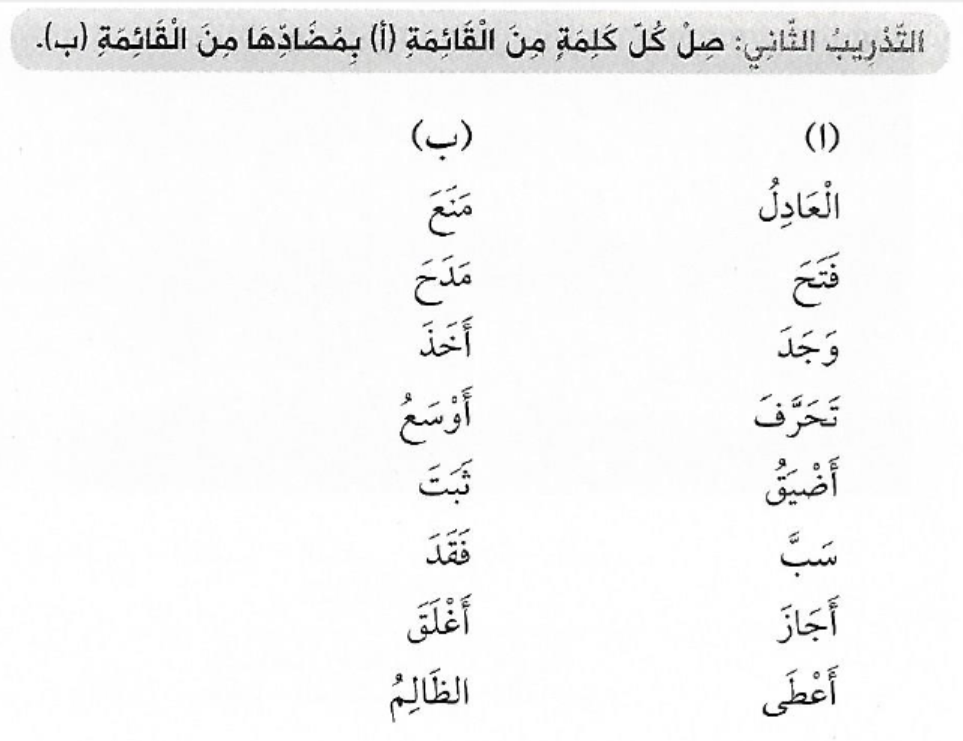 التَّدْرِيبُ الثَّانِي: صِلْ كُلّ كَلِمَةٍ مِنَ الْقَائِمَةِ (أ) بِمُضَادِّهَا مِنَ الْقَائِمَةِ (ب).
(ا) (ب)
الْعَادِلُ مَنَعَ
فَتَحَ مَدَحَ
وَجَدَ أَخَذَ
تَحَرَّفَ أَوْسَعُ
أَضْيَقُ ثَبَتَ
سَبَّ فَقَدَ
أَجَازَ أَغْلَقَ
أَعْطَى الظَالِمُ